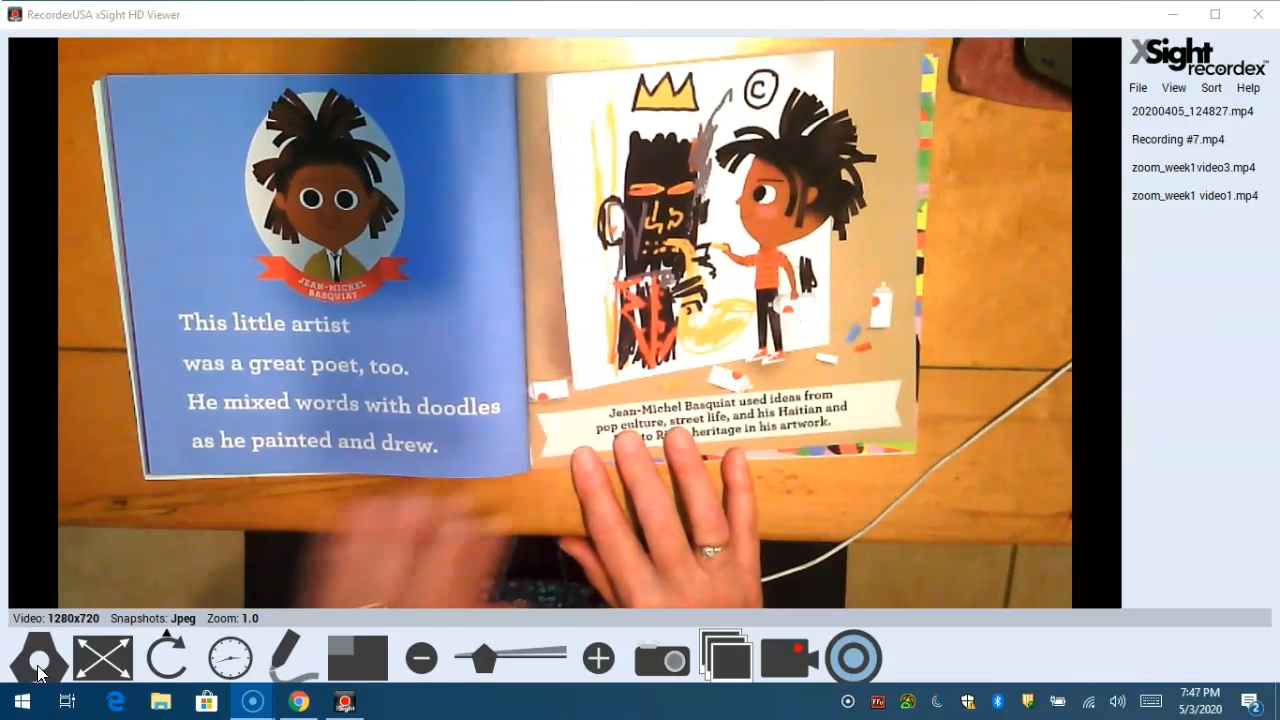 RecordexUSA xSight HD Viewer
XSight
recordex™
File View Sort Help
20200405_124827.mp4
Recording #7.mp4
zoom_week1video3.mp4
zoom_week1 video1.mp4
JEAN-MICHEL
BASQUIAT
This little artist
was a great poet, too.
He mixed words with doodles
as he painted and drew.
©
Jean-Michel Basquiat used ideas from
pop culture, street life, and his Haitian and
heritage in his artwork.
Video: 1280x720 Snapshots: Jpeg Zoom: 1.0
7:47 PM
5/3/2020
2